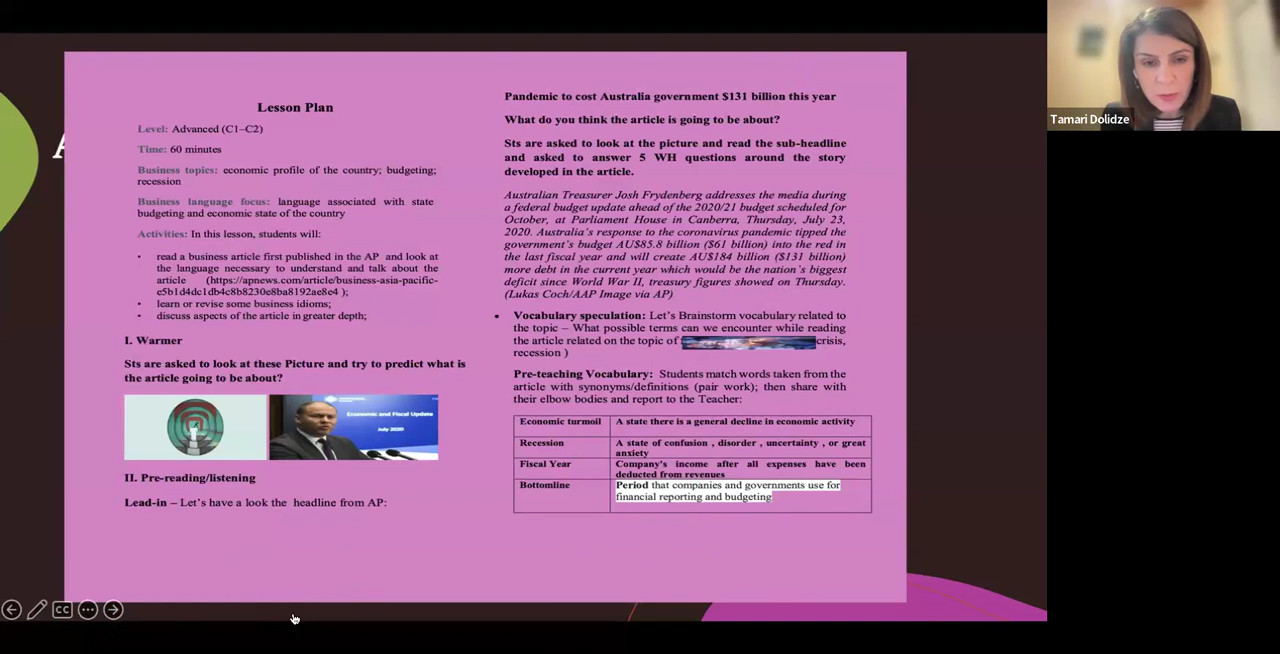 A
Lesson Plan
Level: Advanced (C1–C2)
Time: 60 minutes
Business topics: economic profile of the country; budgeting;
recession
Business language focus: language associated with state
budgeting and economic state of the country
Activities: In this lesson, students will:
• read a business article first published in the AP and look at
the language necessary to understand and talk about the
article (https://apnews.com/article/business-asia-pacific-
e5b1d4dc1db4c8b8230e8ba8192ae8e4 );
• learn or revise some business idioms;
• discuss aspects of the article in greater depth;
I. Warmer
Sts are asked to look at these Picture and try to predict what is
the article going to be about?
Economic and Fiscal Update
July 2020
II. Pre-reading/listening
Lead-in – Let's have a look the headline from AP:
Pandemic to cost Australia government $131 billion this year
What do you think the article is going to be about?
Sts are asked to look at the picture and read the sub-headline
and asked to answer 5 WH questions around the story
developed in the article.
Australian Treasurer Josh Frydenberg addresses the media during
a federal budget update ahead of the 2020/21 budget scheduled for
October, at Parliament House in Canberra, Thursday, July 23,
2020. Australia's response to the coronavirus pandemic tipped the
government's budget AU$85.8 billion ($61 billion) into the red in
the last fiscal year and will create AU$184 billion ($131 billion)
more debt in the current year which would be the nation's biggest
deficit since World War II, treasury figures showed on Thursday.
(Lukas Coch/AAP Image via AP)
• Vocabulary speculation: Let's Brainstorm vocabulary related to
the topic – What possible terms can we encounter while reading
the article related on the topic of crisis,
recession )
Pre-teaching Vocabulary: Students match words taken from the
article with synonyms/definitions (pair work); then share with
their elbow bodies and report to the Teacher:
Economic turmoil A state there is a general decline in economic activity
Recession A state of confusion , disorder , uncertainty , or great
anxiety
Fiscal Year Company's income after all expenses have been
deducted from revenues
Bottomline Period that companies and governments use for
financial reporting and budgeting
CC
Tamari Dolidze